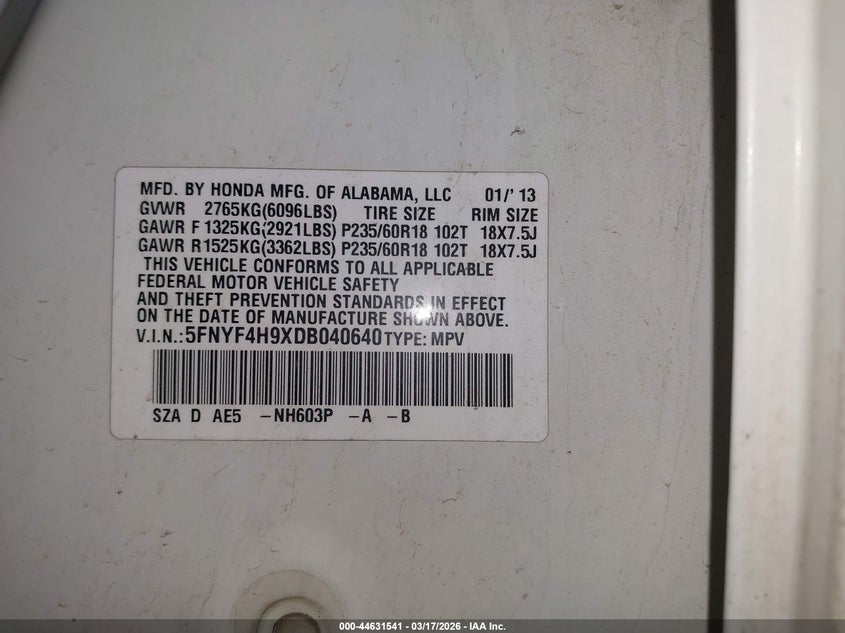 MFD. BY HONDA MFG. OF ALABAMA, LLC 01/'13
GVWR 2765KG(6096LBS) TIRE SIZE RIM SIZE
GAWR F 1325KG(2921LBS) P235/60R18 102T 18X7.5J
GAWR R 1525KG(3362LBS) P235/60R18 102T 18X7.5J
THIS VEHICLE CONFORMS TO ALL APPLICABLE
FEDERAL MOTOR VEHICLE SAFETY
AND THEFT PREVENTION STANDARDS IN EFFECT
ON THE DATE OF MANUFACTURE SHOWN ABOVE.
V.I.N.:5FNYF4H9XDB040640 TYPE: MPV
SZA D AE5 -NH603P -A -B
000-44631541 - 03/17/2026 - IAA Inc.